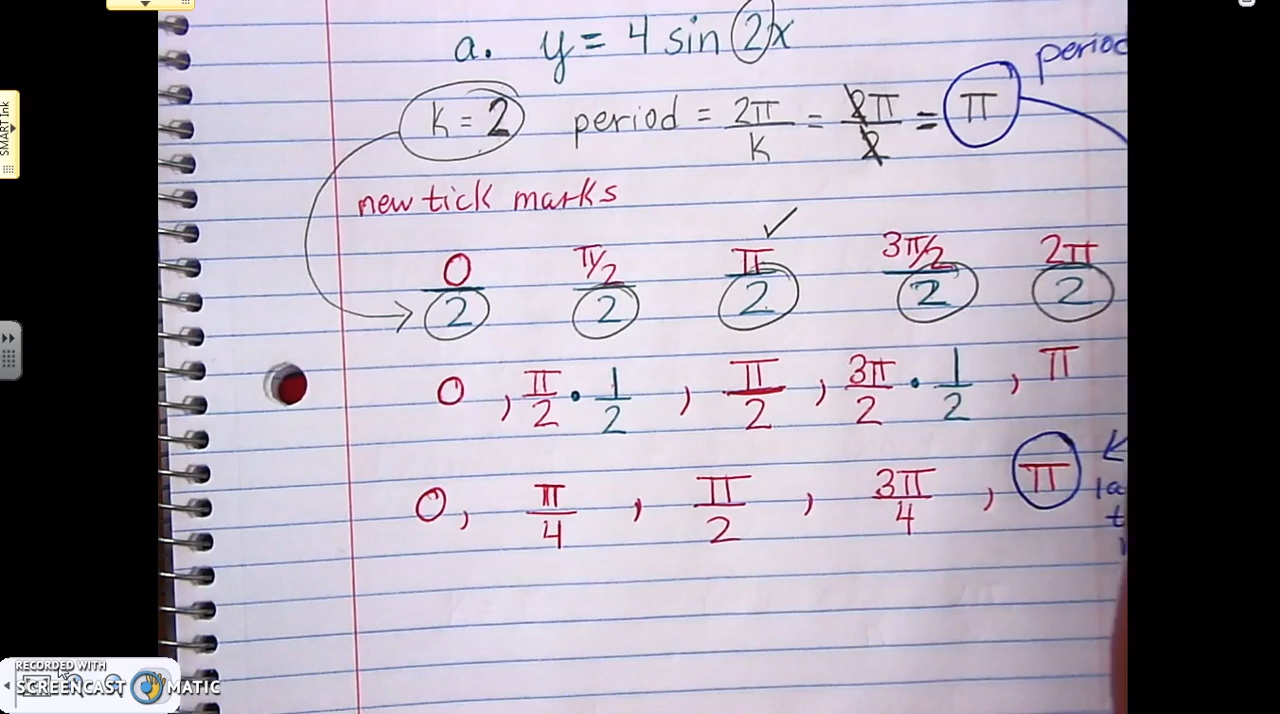 a. y = 4 sin 2x
period
k = 2 period = 2π/k = 2π/2 = π
new tick marks
0/2 π/2/2 π/2 3π/2/2 2π/2
0, π/2 · 1/2, π/2, 3π/2 · 1/2, π
0, π/4, π/2, 3π/4, π
SMART Ink
RECORDED WITH
SCREENCAST MATIC